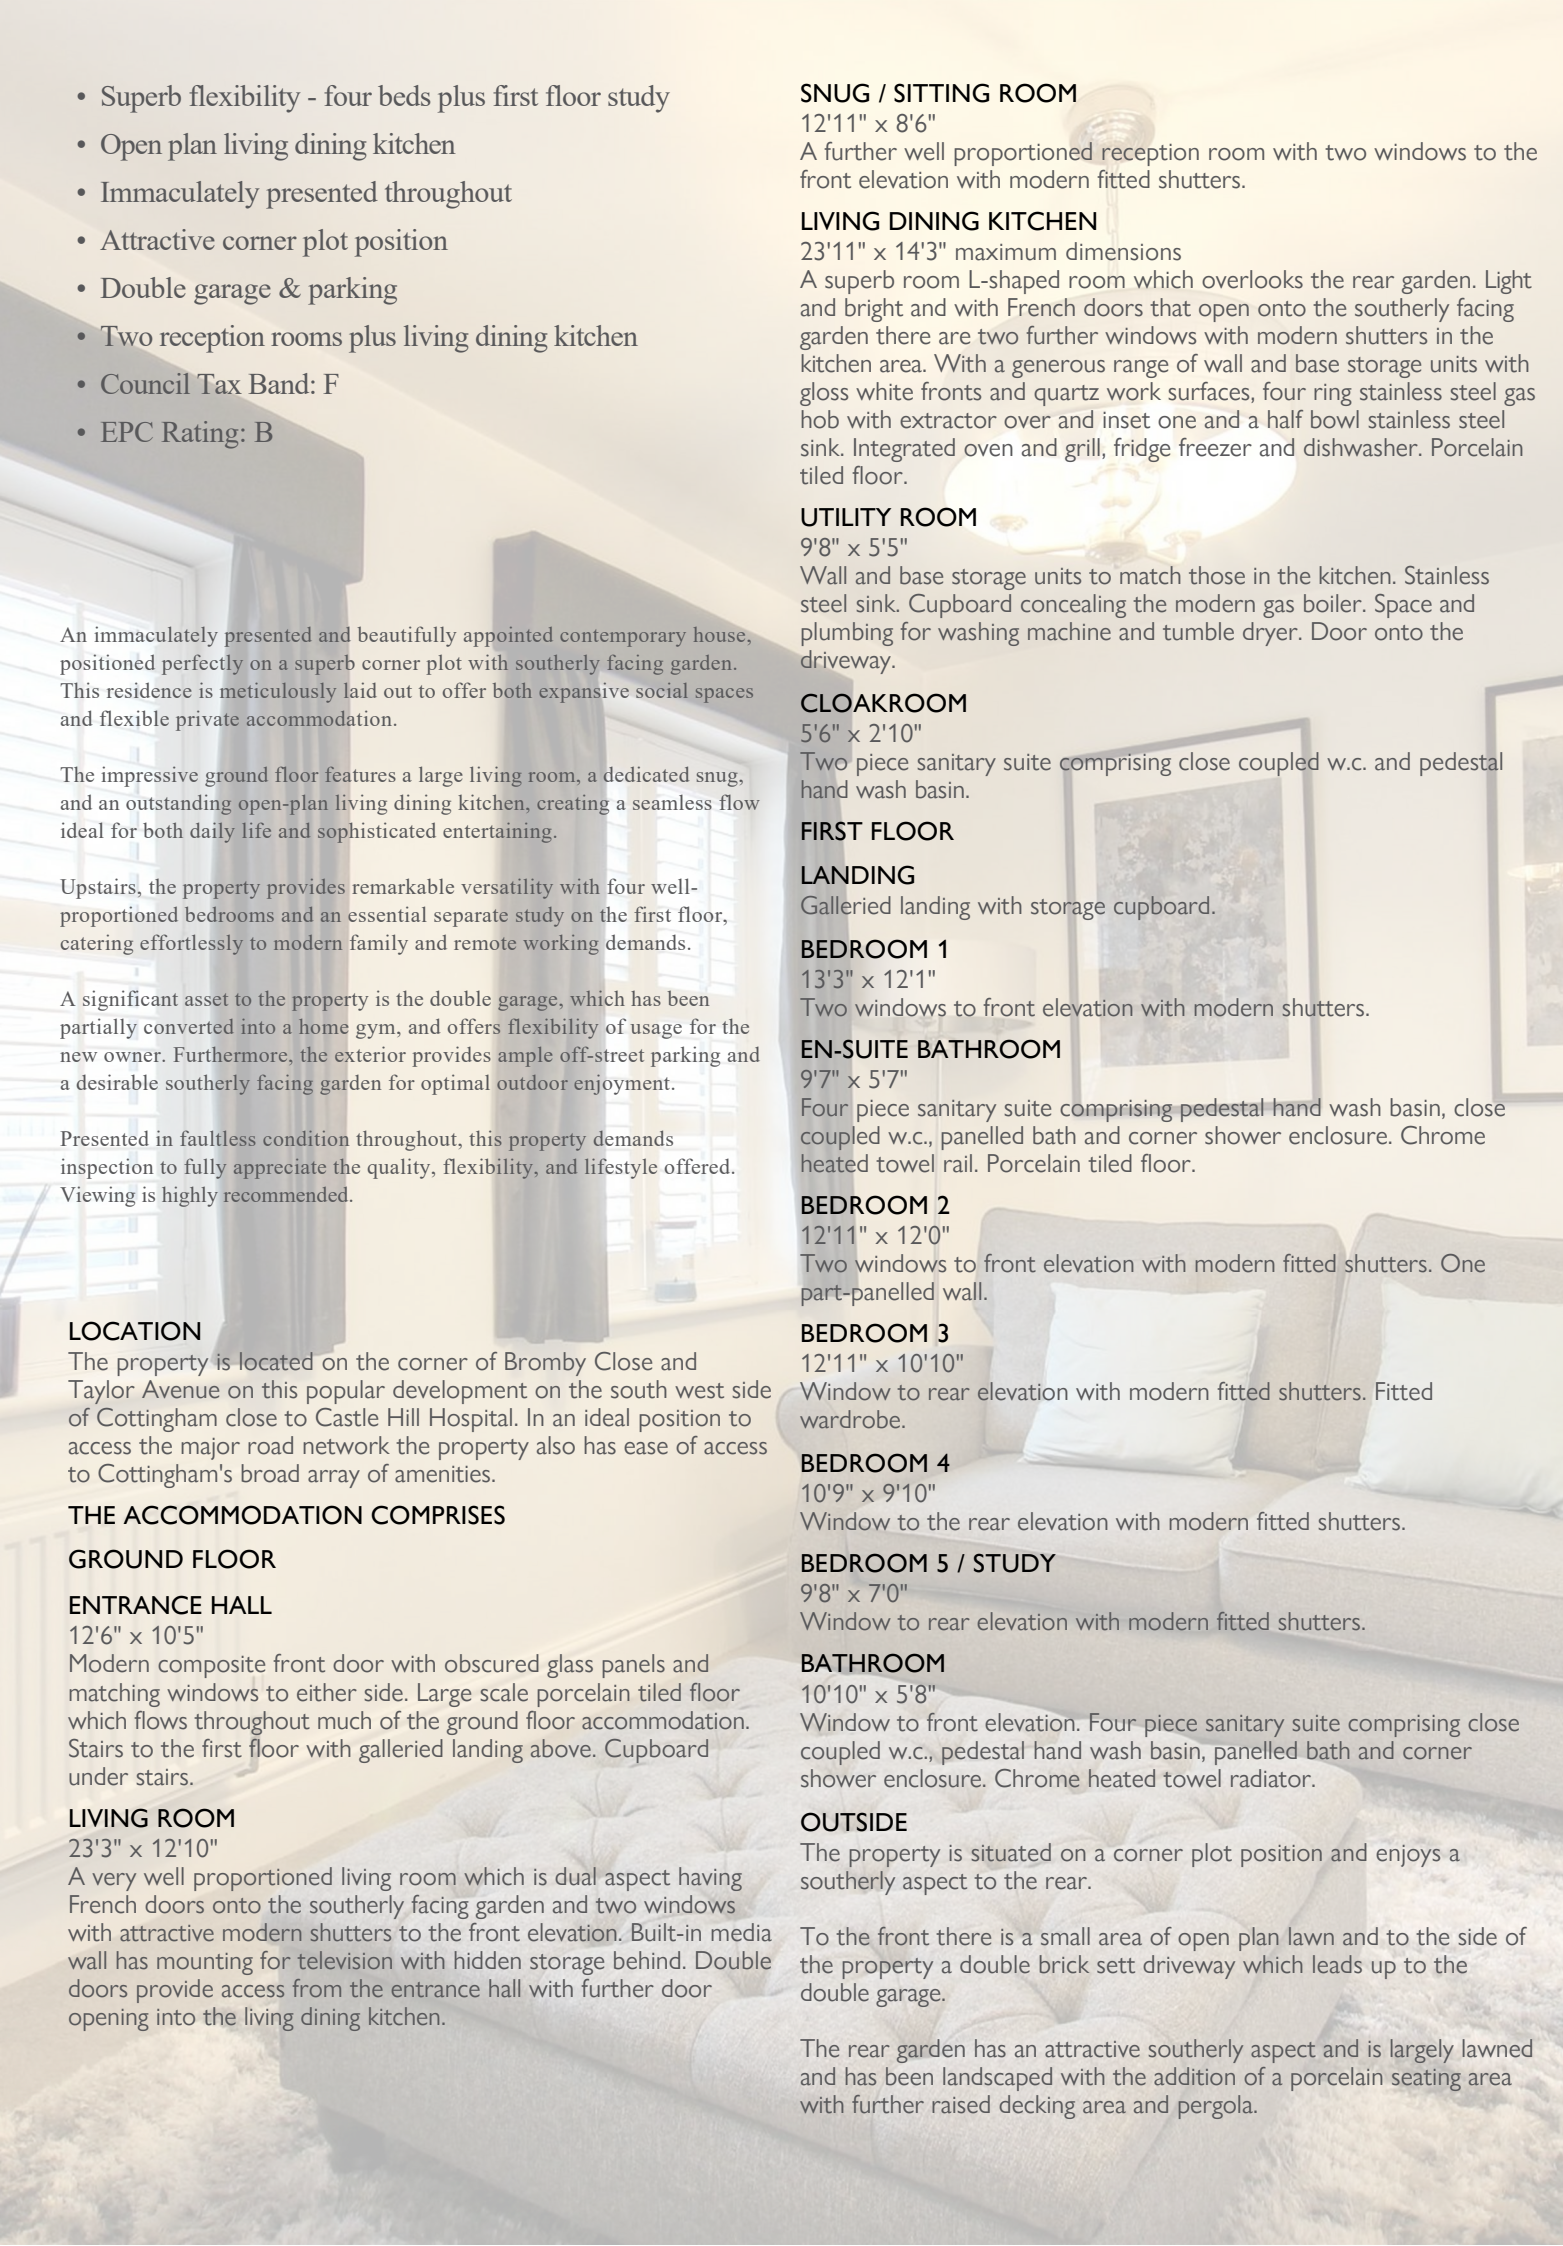 • Superb flexibility - four beds plus first floor study
• Open plan living dining kitchen
• Immaculately presented throughout
• Attractive corner plot position
• Double garage & parking
• Two reception rooms plus living dining kitchen
• Council Tax Band: F
• EPC Rating: B
An immaculately presented and beautifully appointed contemporary house,
positioned perfectly on a superb corner plot with southerly facing garden.
This residence is meticulously laid out to offer both expansive social spaces
and flexible private accommodation.
The impressive ground floor features a large living room, a dedicated snug,
and an outstanding open-plan living dining kitchen, creating a seamless flow
ideal for both daily life and sophisticated entertaining.
Upstairs, the property provides remarkable versatility with four well-
proportioned bedrooms and an essential separate study on the first floor,
catering effortlessly to modern family and remote working demands.
A significant asset to the property is the double garage, which has been
partially converted into a home gym, and offers flexibility of usage for the
new owner. Furthermore, the exterior provides ample off-street parking and
a desirable southerly facing garden for optimal outdoor enjoyment.
Presented in faultless condition throughout, this property demands
inspection to fully appreciate the quality, flexibility, and lifestyle offered.
Viewing is highly recommended.
LOCATION
The property is located on the corner of Bromby Close and
Taylor Avenue on this popular development on the south west side
of Cottingham close to Castle Hill Hospital. In an ideal position to
access the major road network the property also has ease of access
to Cottingham's broad array of amenities.
THE ACCOMMODATION COMPRISES
GROUND FLOOR
ENTRANCE HALL
12'6" x 10'5"
Modern composite front door with obscured glass panels and
matching windows to either side. Large scale porcelain tiled floor
which flows throughout much of the ground floor accommodation.
Stairs to the first floor with galleried landing above. Cupboard
under stairs.
LIVING ROOM
23'3" x 12'10"
A very well proportioned living room which is dual aspect having
French doors onto the southerly facing garden and two windows
with attractive modern shutters to the front elevation. Built-in media
wall has mounting for television with hidden storage behind. Double
doors provide access from the entrance hall with further door
opening into the living dining kitchen.
SNUG / SITTING ROOM
12'11" x 8'6"
A further well proportioned reception room with two windows to the
front elevation with modern fitted shutters.
LIVING DINING KITCHEN
23'11" x 14'3" maximum dimensions
A superb room L-shaped room which overlooks the rear garden. Light
and bright and with French doors that open onto the southerly facing
garden there are two further windows with modern shutters in the
kitchen area. With a generous range of wall and base storage units with
gloss white fronts and quartz work surfaces, four ring stainless steel gas
hob with extractor over and inset one and a half bowl stainless steel
sink. Integrated oven and grill, fridge freezer and dishwasher. Porcelain
tiled floor.
UTILITY ROOM
9'8" x 5'5"
Wall and base storage units to match those in the kitchen. Stainless
steel sink. Cupboard concealing the modern gas boiler. Space and
plumbing for washing machine and tumble dryer. Door onto the
driveway.
CLOAKROOM
5'6" x 2'10"
Two piece sanitary suite comprising close coupled w.c. and pedestal
hand wash basin.
FIRST FLOOR
LANDING
Galleried landing with storage cupboard.
BEDROOM 1
13'3" x 12'1"
Two windows to front elevation with modern shutters.
EN-SUITE BATHROOM
9'7" x 5'7"
Four piece sanitary suite comprising pedestal hand wash basin, close
coupled w.c., panelled bath and corner shower enclosure. Chrome
heated towel rail. Porcelain tiled floor.
BEDROOM 2
12'11" x 12'0"
Two windows to front elevation with modern fitted shutters. One
part-panelled wall.
BEDROOM 3
12'11" x 10'10"
Window to rear elevation with modern fitted shutters. Fitted
wardrobe.
BEDROOM 4
10'9" x 9'10"
Window to the rear elevation with modern fitted shutters.
BEDROOM 5 / STUDY
9'8" x 7'0"
Window to rear elevation with modern fitted shutters.
BATHROOM
10'10" x 5'8"
Window to front elevation. Four piece sanitary suite comprising close
coupled w.c., pedestal hand wash basin, panelled bath and corner
shower enclosure. Chrome heated towel radiator.
OUTSIDE
The property is situated on a corner plot position and enjoys a
southerly aspect to the rear.
To the front there is a small area of open plan lawn and to the side of
the property a double brick sett driveway which leads up to the
double garage.
The rear garden has an attractive southerly aspect and is largely lawned
and has been landscaped with the addition of a porcelain seating area
with further raised decking area and pergola.